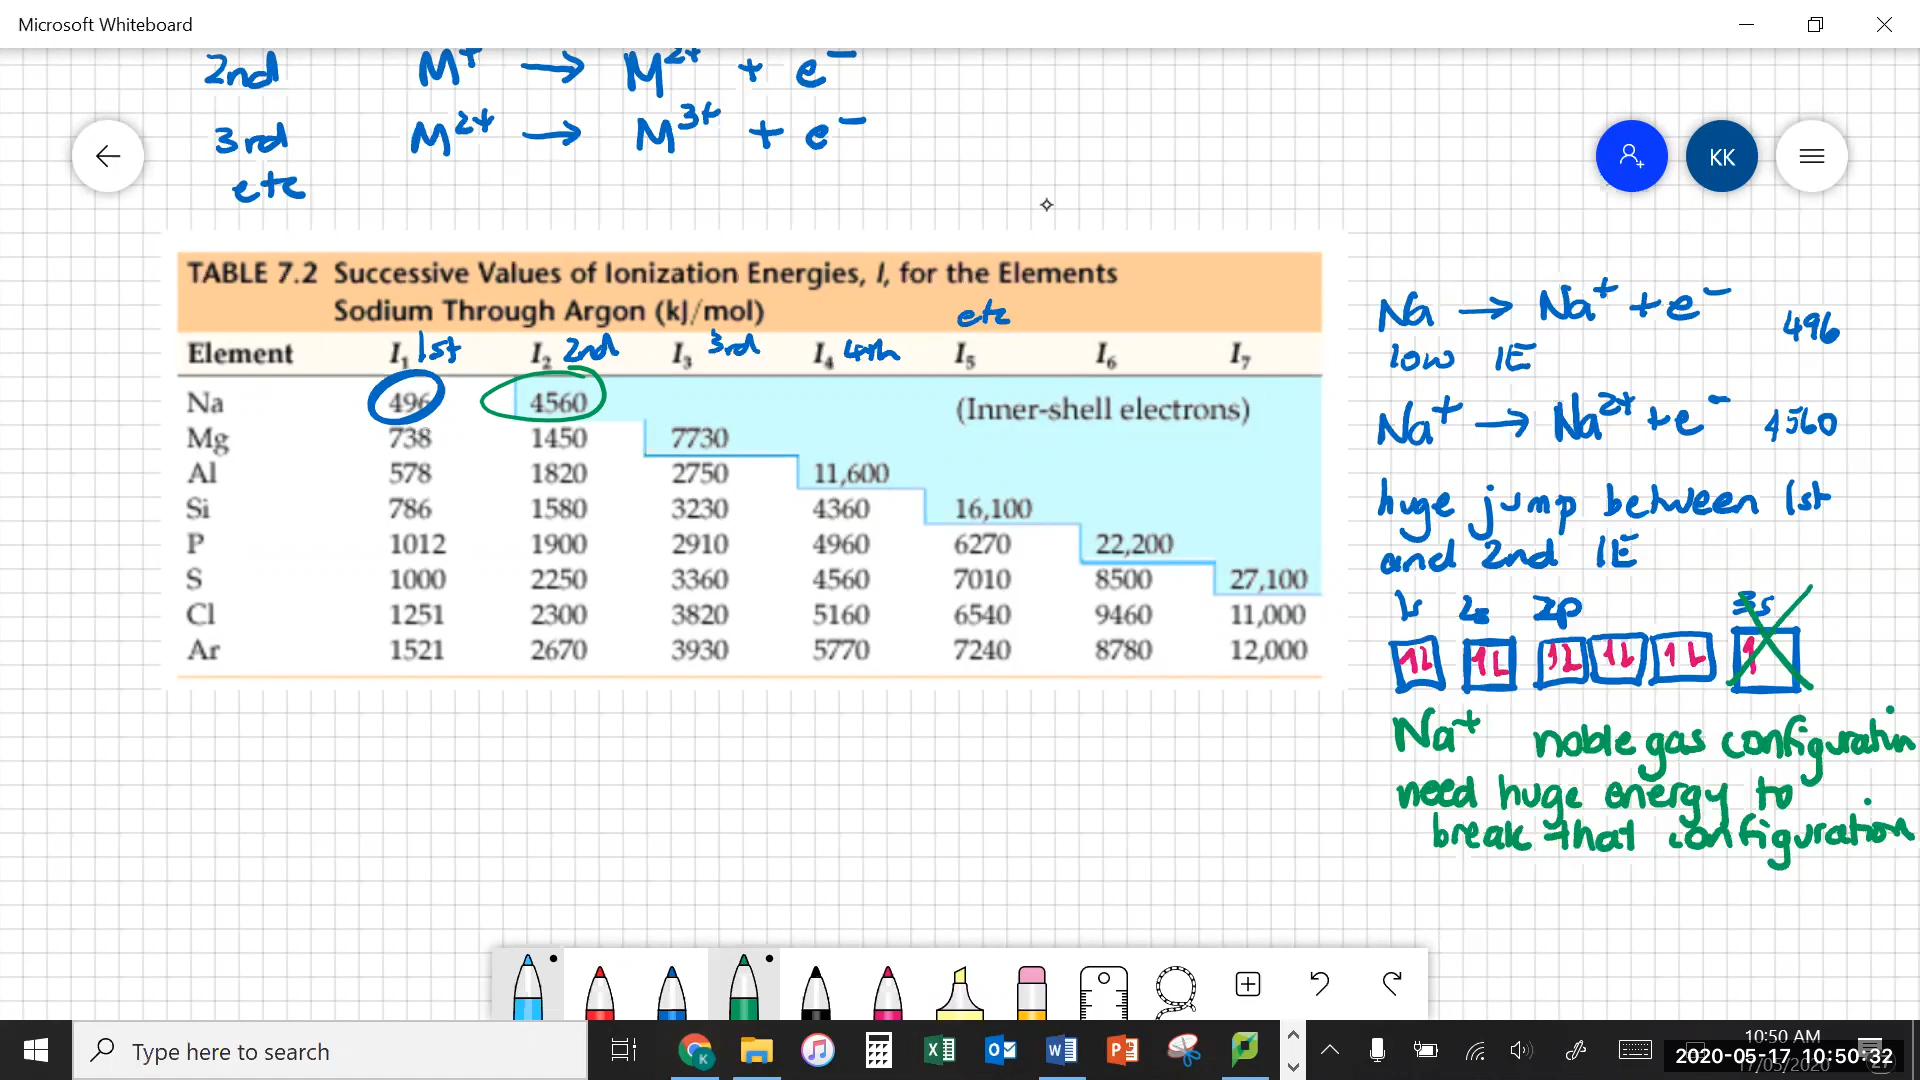 Microsoft Whiteboard
2nd M⁺ → M²⁺ + e⁻
3rd M²⁺ → M³⁺ + e⁻
etc
KK
TABLE 7.2 Successive Values of Ionization Energies, I, for the Elements
Sodium Through Argon (kJ/mol) etc
Element I₁ 1st I₂ 2nd I₃ 3rd I₄ 4th I₅ I₆ I₇
Na 496 4560 (Inner-shell electrons)
Mg 738 1450 7730
Al 578 1820 2750 11,600
Si 786 1580 3230 4360 16,100
P 1012 1900 2910 4960 6270 22,200
S 1000 2250 3360 4560 7010 8500 27,100
Cl 1251 2300 3820 5160 6540 9460 11,000
Ar 1521 2670 3930 5770 7240 8780 12,000
Na → Na⁺ + e⁻ 496
low IE
Na⁺ → Na²⁺ + e⁻ 4560
huge jump between 1st
and 2nd IE
1s 2s 2p 3s
Na⁺ noble gas configuratin
need huge energy to
break that configuration
Type here to search
10:50 AM
2020-05-17 10:50:32
17/05/2020
27